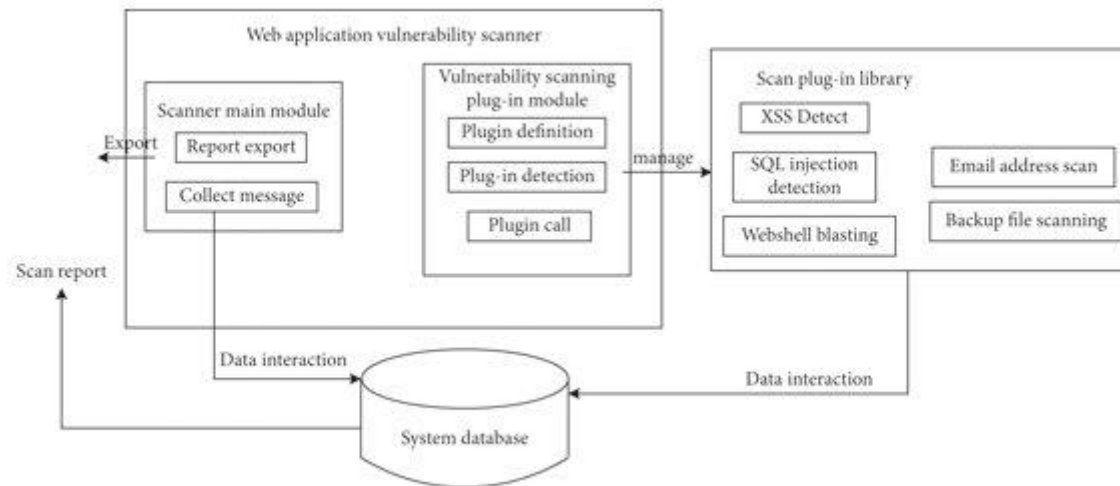 Web application vulnerability scanner
Scanner main module
Report export
Collect message
Export
Vulnerability scanning
plug-in module
Plugin definition
Plug-in detection
Plugin call
manage
Scan plug-in library
XSS Detect
SQL injection
detection
Webshell blasting
Email address scan
Backup file scanning
Scan report
Data interaction
Data interaction
System database